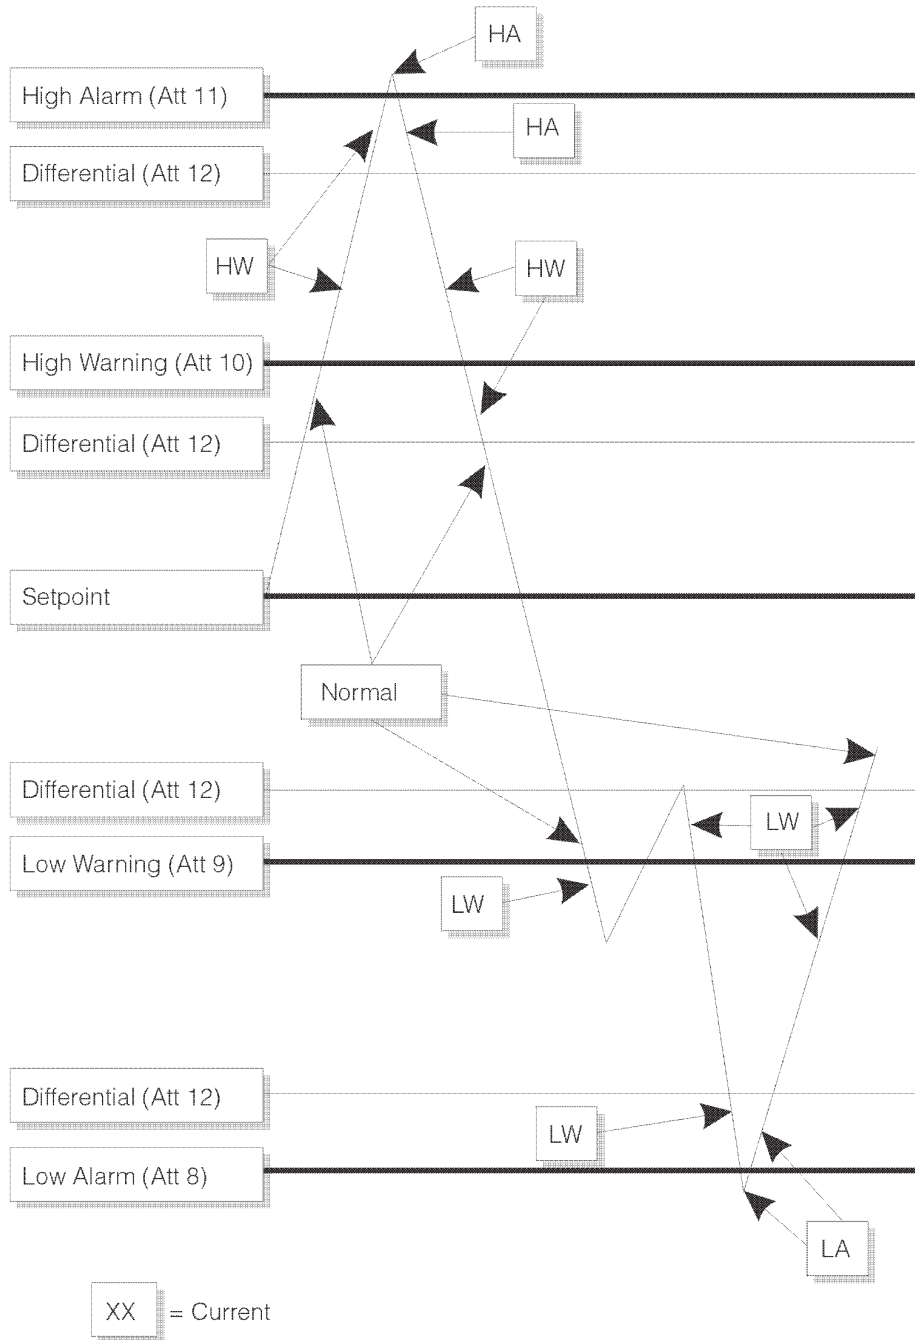 HA
High Alarm (Att 11)
HA
Differential (Att 12)
HW
HW
High Warning (Att 10)
Differential (Att 12)
Setpoint
Normal
Differential (Att 12)
LW
Low Warning (Att 9)
LW
Differential (Att 12)
LW
Low Alarm (Att 8)
LA
XX = Current